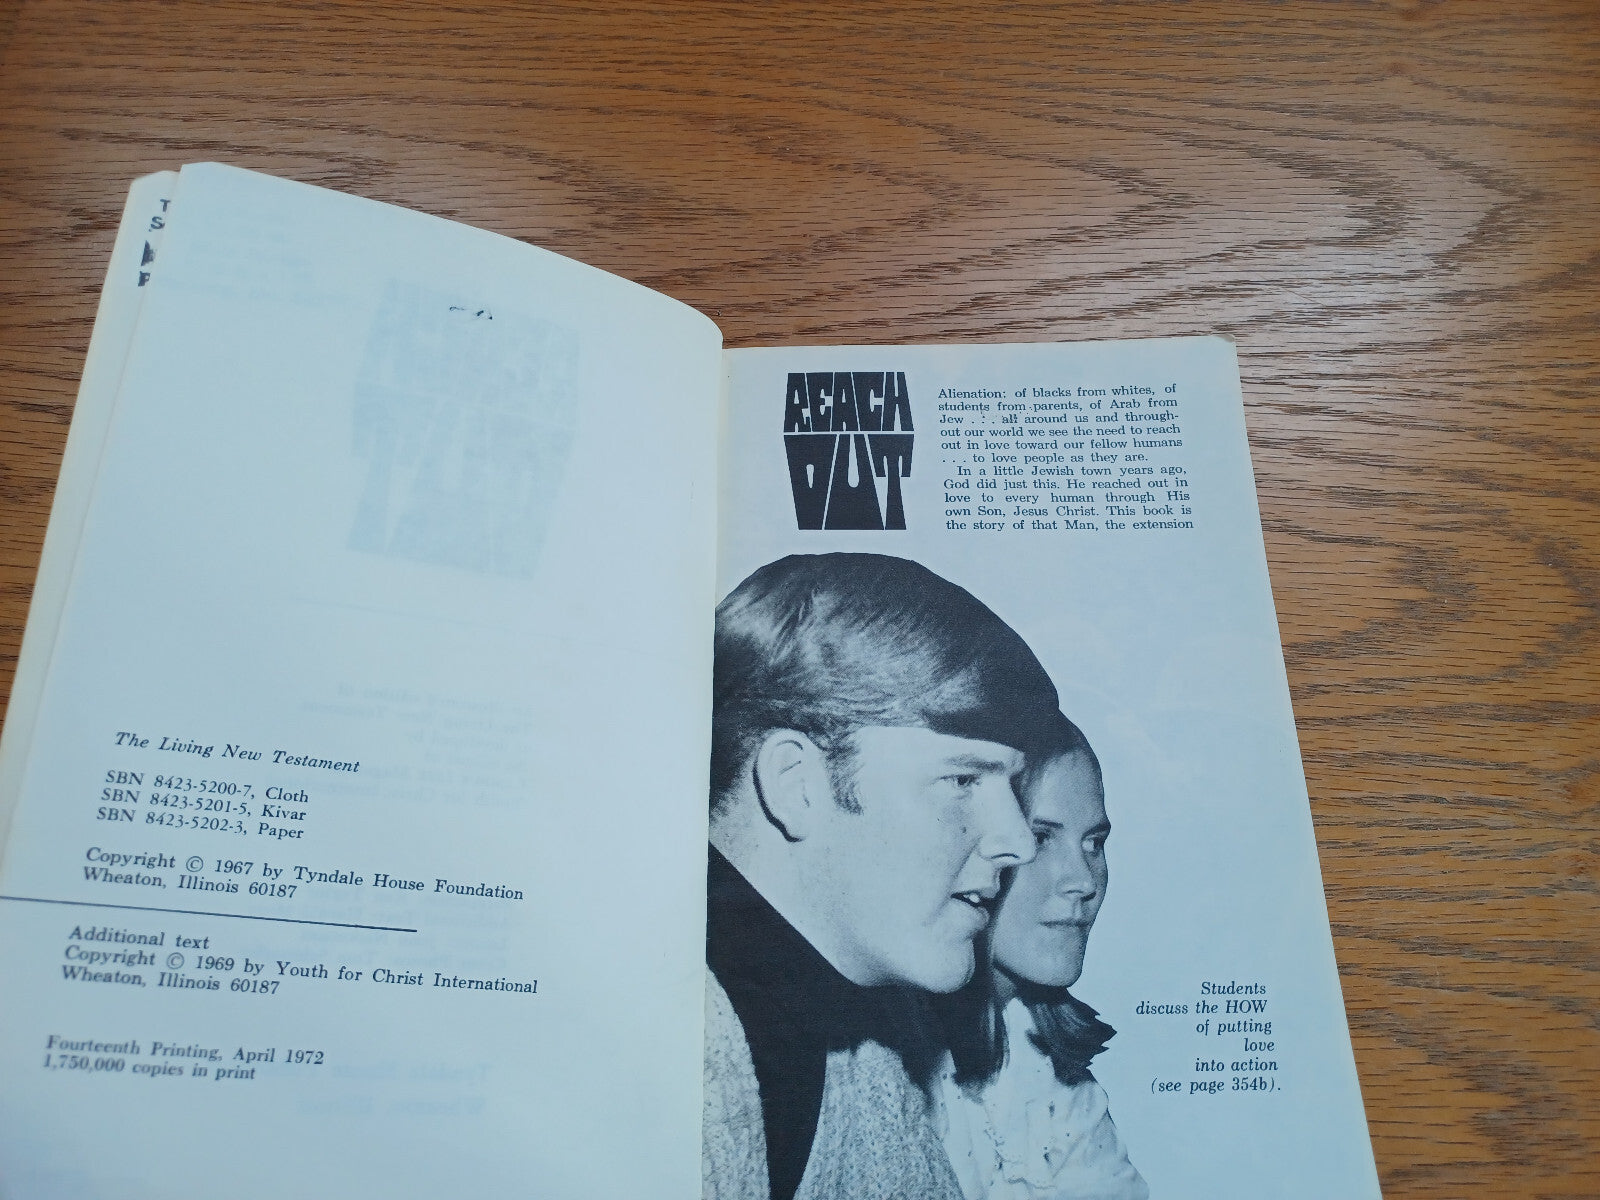 The Living New Testament
SBN 8423-5200-7, Cloth
SBN 8423-5201-5, Kivar
SBN 8423-5202-3, Paper
Copyright © 1967 by Tyndale House Foundation
Wheaton, Illinois 60187
Additional text
Copyright © 1969 by Youth for Christ International
Wheaton, Illinois 60187
Fourteenth Printing, April 1972
1,750,000 copies in print
REACH
OUT
Alienation: of blacks from whites, of
students from parents, of Arab from
Jew . . . all around us and through-
out our world we see the need to reach
out in love toward our fellow humans
. . . to love people as they are.
In a little Jewish town years ago,
God did just this. He reached out in
love to every human through His
own Son, Jesus Christ. This book is
the story of that Man, the extension
Students
discuss the HOW
of putting
love
into action
(see page 354b).